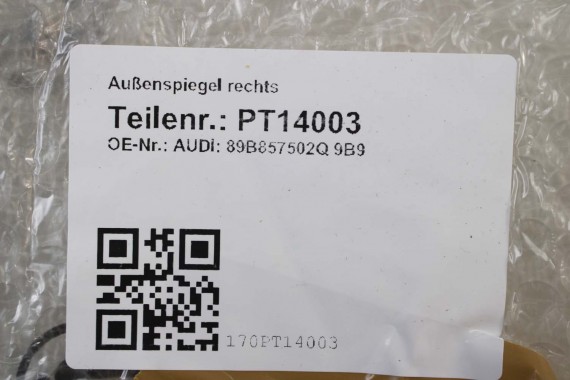 Außenspiegel rechts
Teilenr.: PT14003
OE-Nr.: AUDI: 89B857502Q 9B9
170PT14003